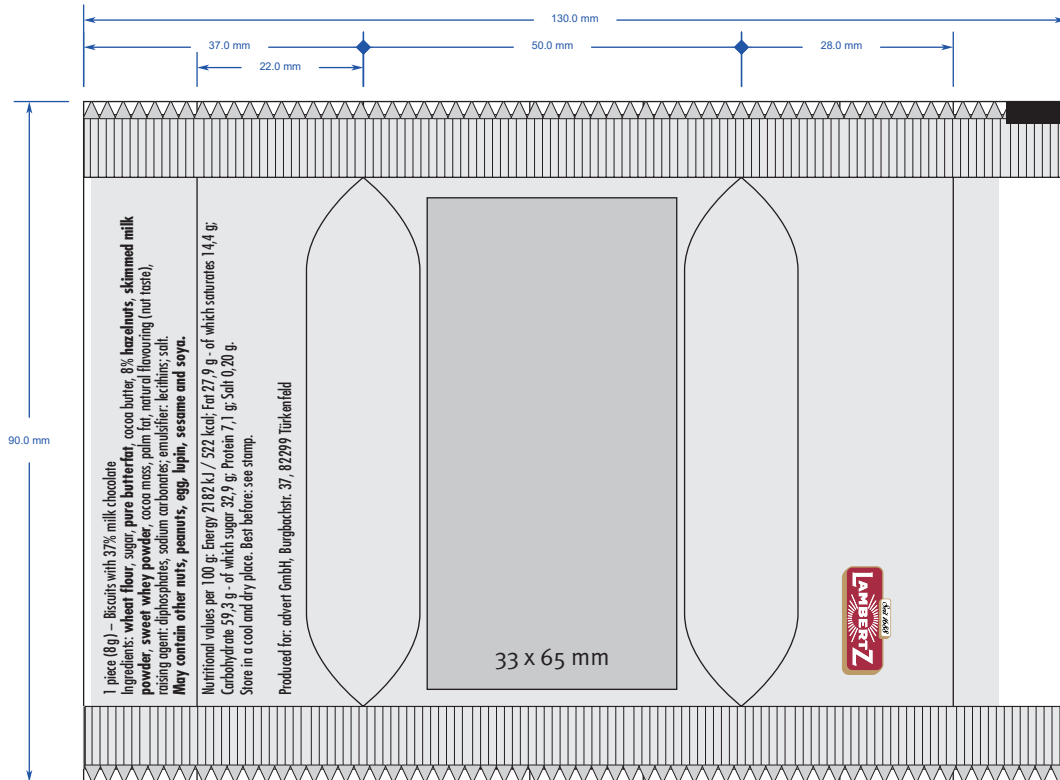 130.0 mm
37.0 mm
50.0 mm
28.0 mm
22.0 mm
90.0 mm
1 piece (8g) – Biscuits with 37% milk chocolate
Ingredients: wheat flour, sugar, pure butterfat, cocoa butter, 8% hazelnuts, skimmed milk
powder, sweet whey powder, cocoa mass, palm fat, natural flavouring (nut taste),
raising agent: diphosphates, sodium carbonates; emulsifier: lecithins; salt.
May contain other nuts, peanuts, egg, lupin, sesame and soya.
Nutritional values per 100 g: Energy 2182 kJ / 522 kcal; Fat 27,9 g - of which saturates 14,4 g;
Carbohydrate 59,3 g - of which sugar 32,9 g; Protein 7,1 g; Salt 0,20 g.
Store in a cool and dry place. Best before: see stamp.
Produced for: advert GmbH, Burgbachstr. 37, 82299 Türkenfeld
33 x 65 mm
Seit 1688
LAMBERTZ